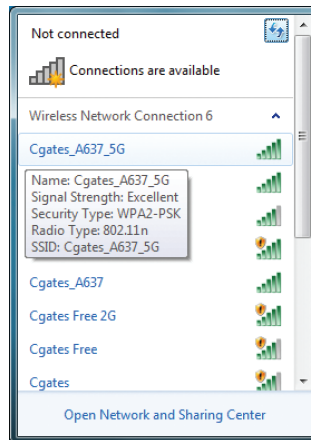 Not connected
Connections are available
Wireless Network Connection 6
Cgates_A637_5G
Name: Cgates_A637_5G
Signal Strength: Excellent
Security Type: WPA2-PSK
Radio Type: 802.11n
SSID: Cgates_A637_5G
Cgates_A637
Cgates Free 2G
Cgates Free
Cgates
Open Network and Sharing Center